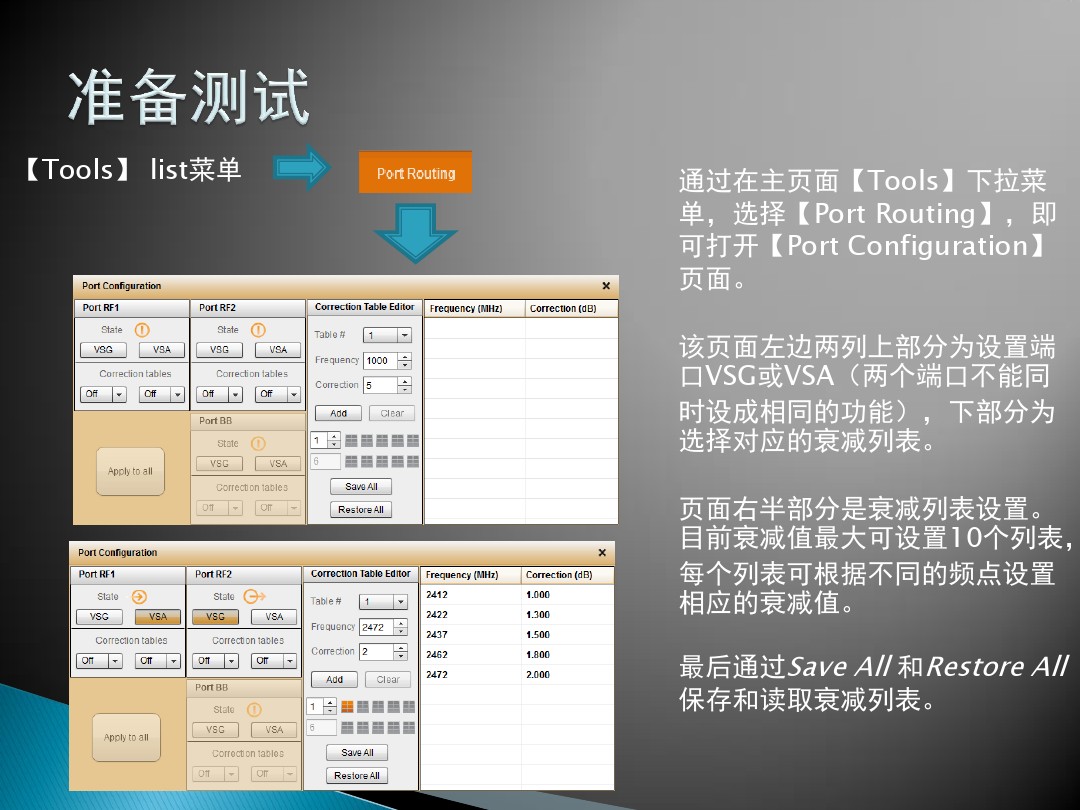 准备测试
【Tools】 list菜单
Port Routing
Port Configuration
Port RF1
Port RF2
Correction Table Editor
Frequency (MHz)
Correction (dB)
State
State
Table #
1
VSG
VSA
VSG
VSA
Frequency
1000
Correction tables
Correction tables
Correction
5
Off
Off
Off
Off
Add
Clear
Port BB
State
1
VSG
VSA
6
Apply to all
Correction tables
Save All
Off
Off
Restore All
Port Configuration
Port RF1
Port RF2
Correction Table Editor
Frequency (MHz)
Correction (dB)
State
State
Table #
1
2412
1.000
VSG
VSA
VSG
VSA
2422
1.300
Frequency
2472
2437
1.500
Correction tables
Correction tables
Correction
2
2462
1.800
Off
Off
Off
Off
2472
2.000
Add
Clear
Port BB
State
1
VSG
VSA
6
Apply to all
Correction tables
Save All
Off
Off
Restore All
通过在主页面【Tools】下拉菜
单，选择【Port Routing】，即
可打开【Port Configuration】
页面。
该页面左边两列上部分为设置端
口VSG或VSA（两个端口不能同
时设成相同的功能），下部分为
选择对应的衰减列表。
页面右半部分是衰减列表设置。
目前衰减值最大可设置10个列表，
每个列表可根据不同的频点设置
相应的衰减值。
最后通过Save All 和Restore All
保存和读取衰减列表。